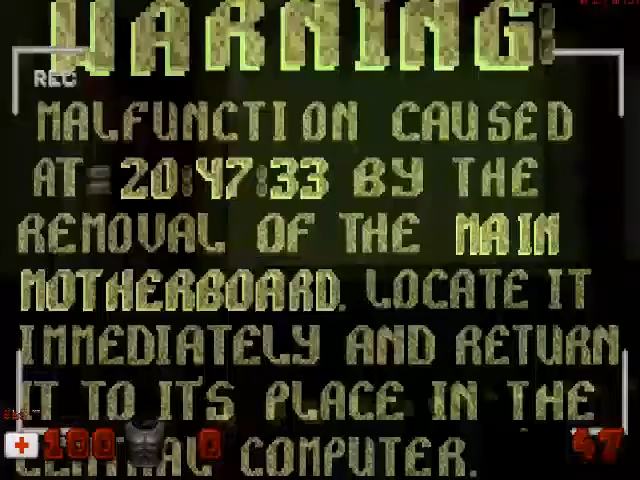 WARNING:
REC
MALFUNCTION CAUSED
AT= 20:47:33 BY THE
REMOVAL OF THE MAIN
MOTHERBOARD. LOCATE IT
IMMEDIATELY AND RETURN
IT TO ITS PLACE IN THE
CENTRAL COMPUTER.
100 0 47